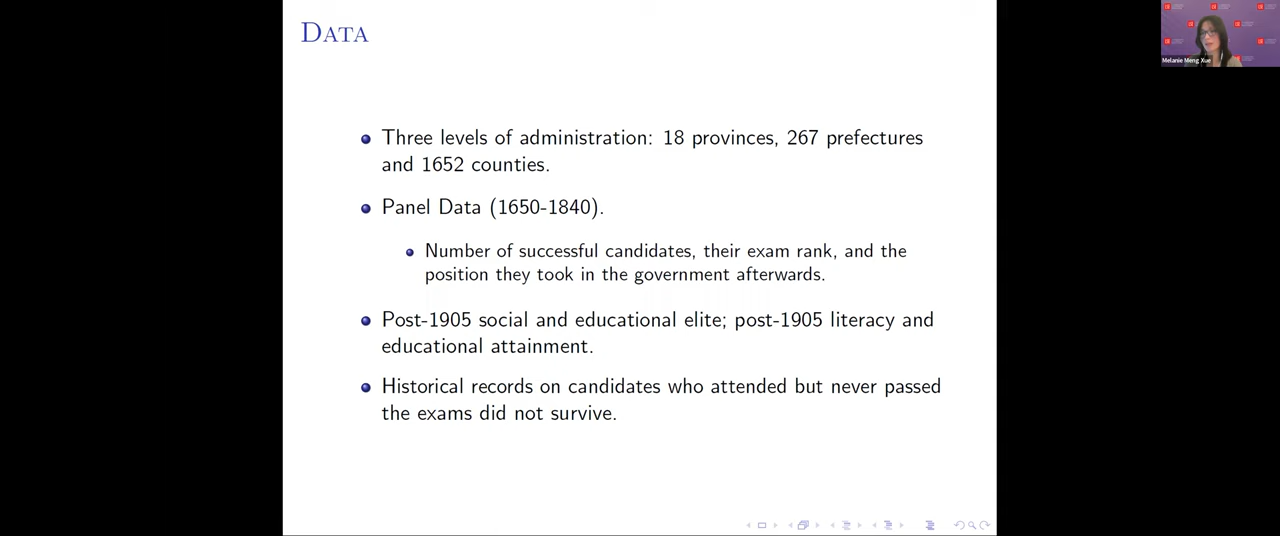 DATA
Three levels of administration: 18 provinces, 267 prefectures
and 1652 counties.
Panel Data (1650-1840).
Number of successful candidates, their exam rank, and the
position they took in the government afterwards.
Post-1905 social and educational elite; post-1905 literacy and
educational attainment.
Historical records on candidates who attended but never passed
the exams did not survive.
Melanie Meng Xue